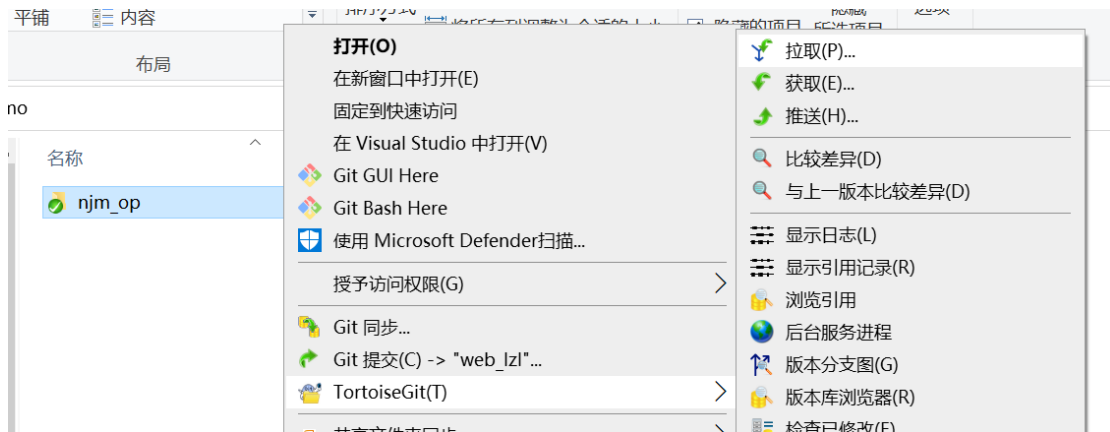 平铺
内容
布局
mo
名称
njm_op
打开(O)
在新窗口中打开(E)
固定到快速访问
在 Visual Studio 中打开(V)
Git GUI Here
Git Bash Here
使用 Microsoft Defender扫描...
授予访问权限(G)
Git 同步...
Git 提交(C) -> "web_lzl"...
TortoiseGit(T)
拉取(P)...
获取(E)...
推送(H)...
比较差异(D)
与上一版本比较差异(D)
显示日志(L)
显示引用记录(R)
浏览引用
后台服务进程
版本分支图(G)
版本库浏览器(R)
检查已修改(F)